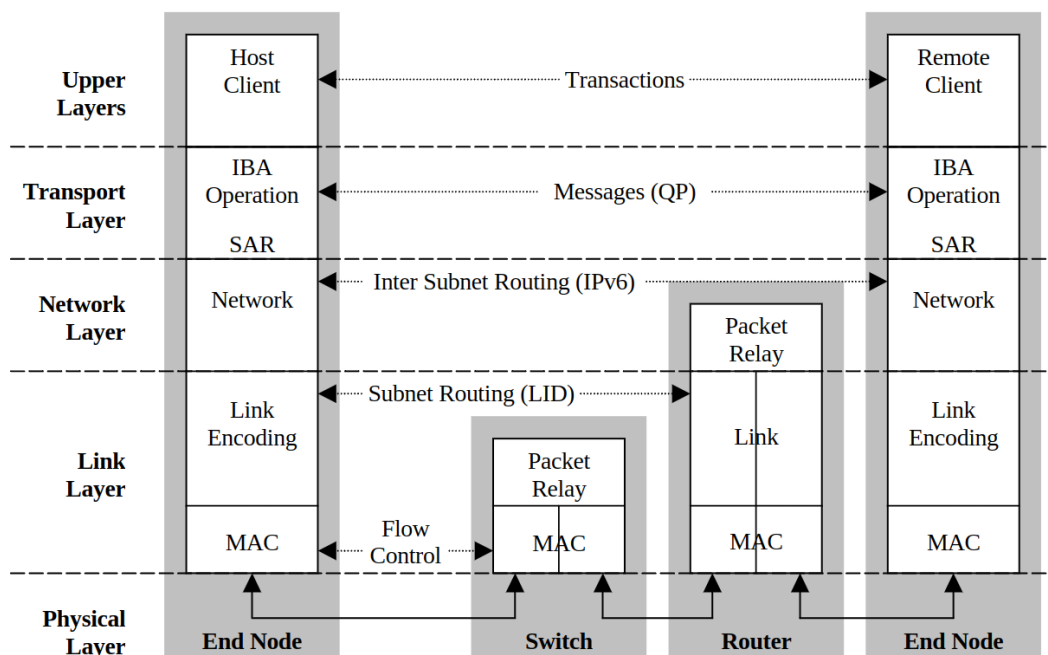 Upper
Layers
Host
Client
Transactions
Remote
Client
Transport
Layer
IBA
Operation
SAR
Messages (QP)
IBA
Operation
SAR
Network
Layer
Network
Inter Subnet Routing (IPv6)
Packet
Relay
Network
Link
Layer
Link
Encoding
Subnet Routing (LID)
Packet
Relay
Link
Link
Encoding
MAC
Flow
Control
MAC
MAC
MAC
Physical
Layer
End Node
Switch
Router
End Node